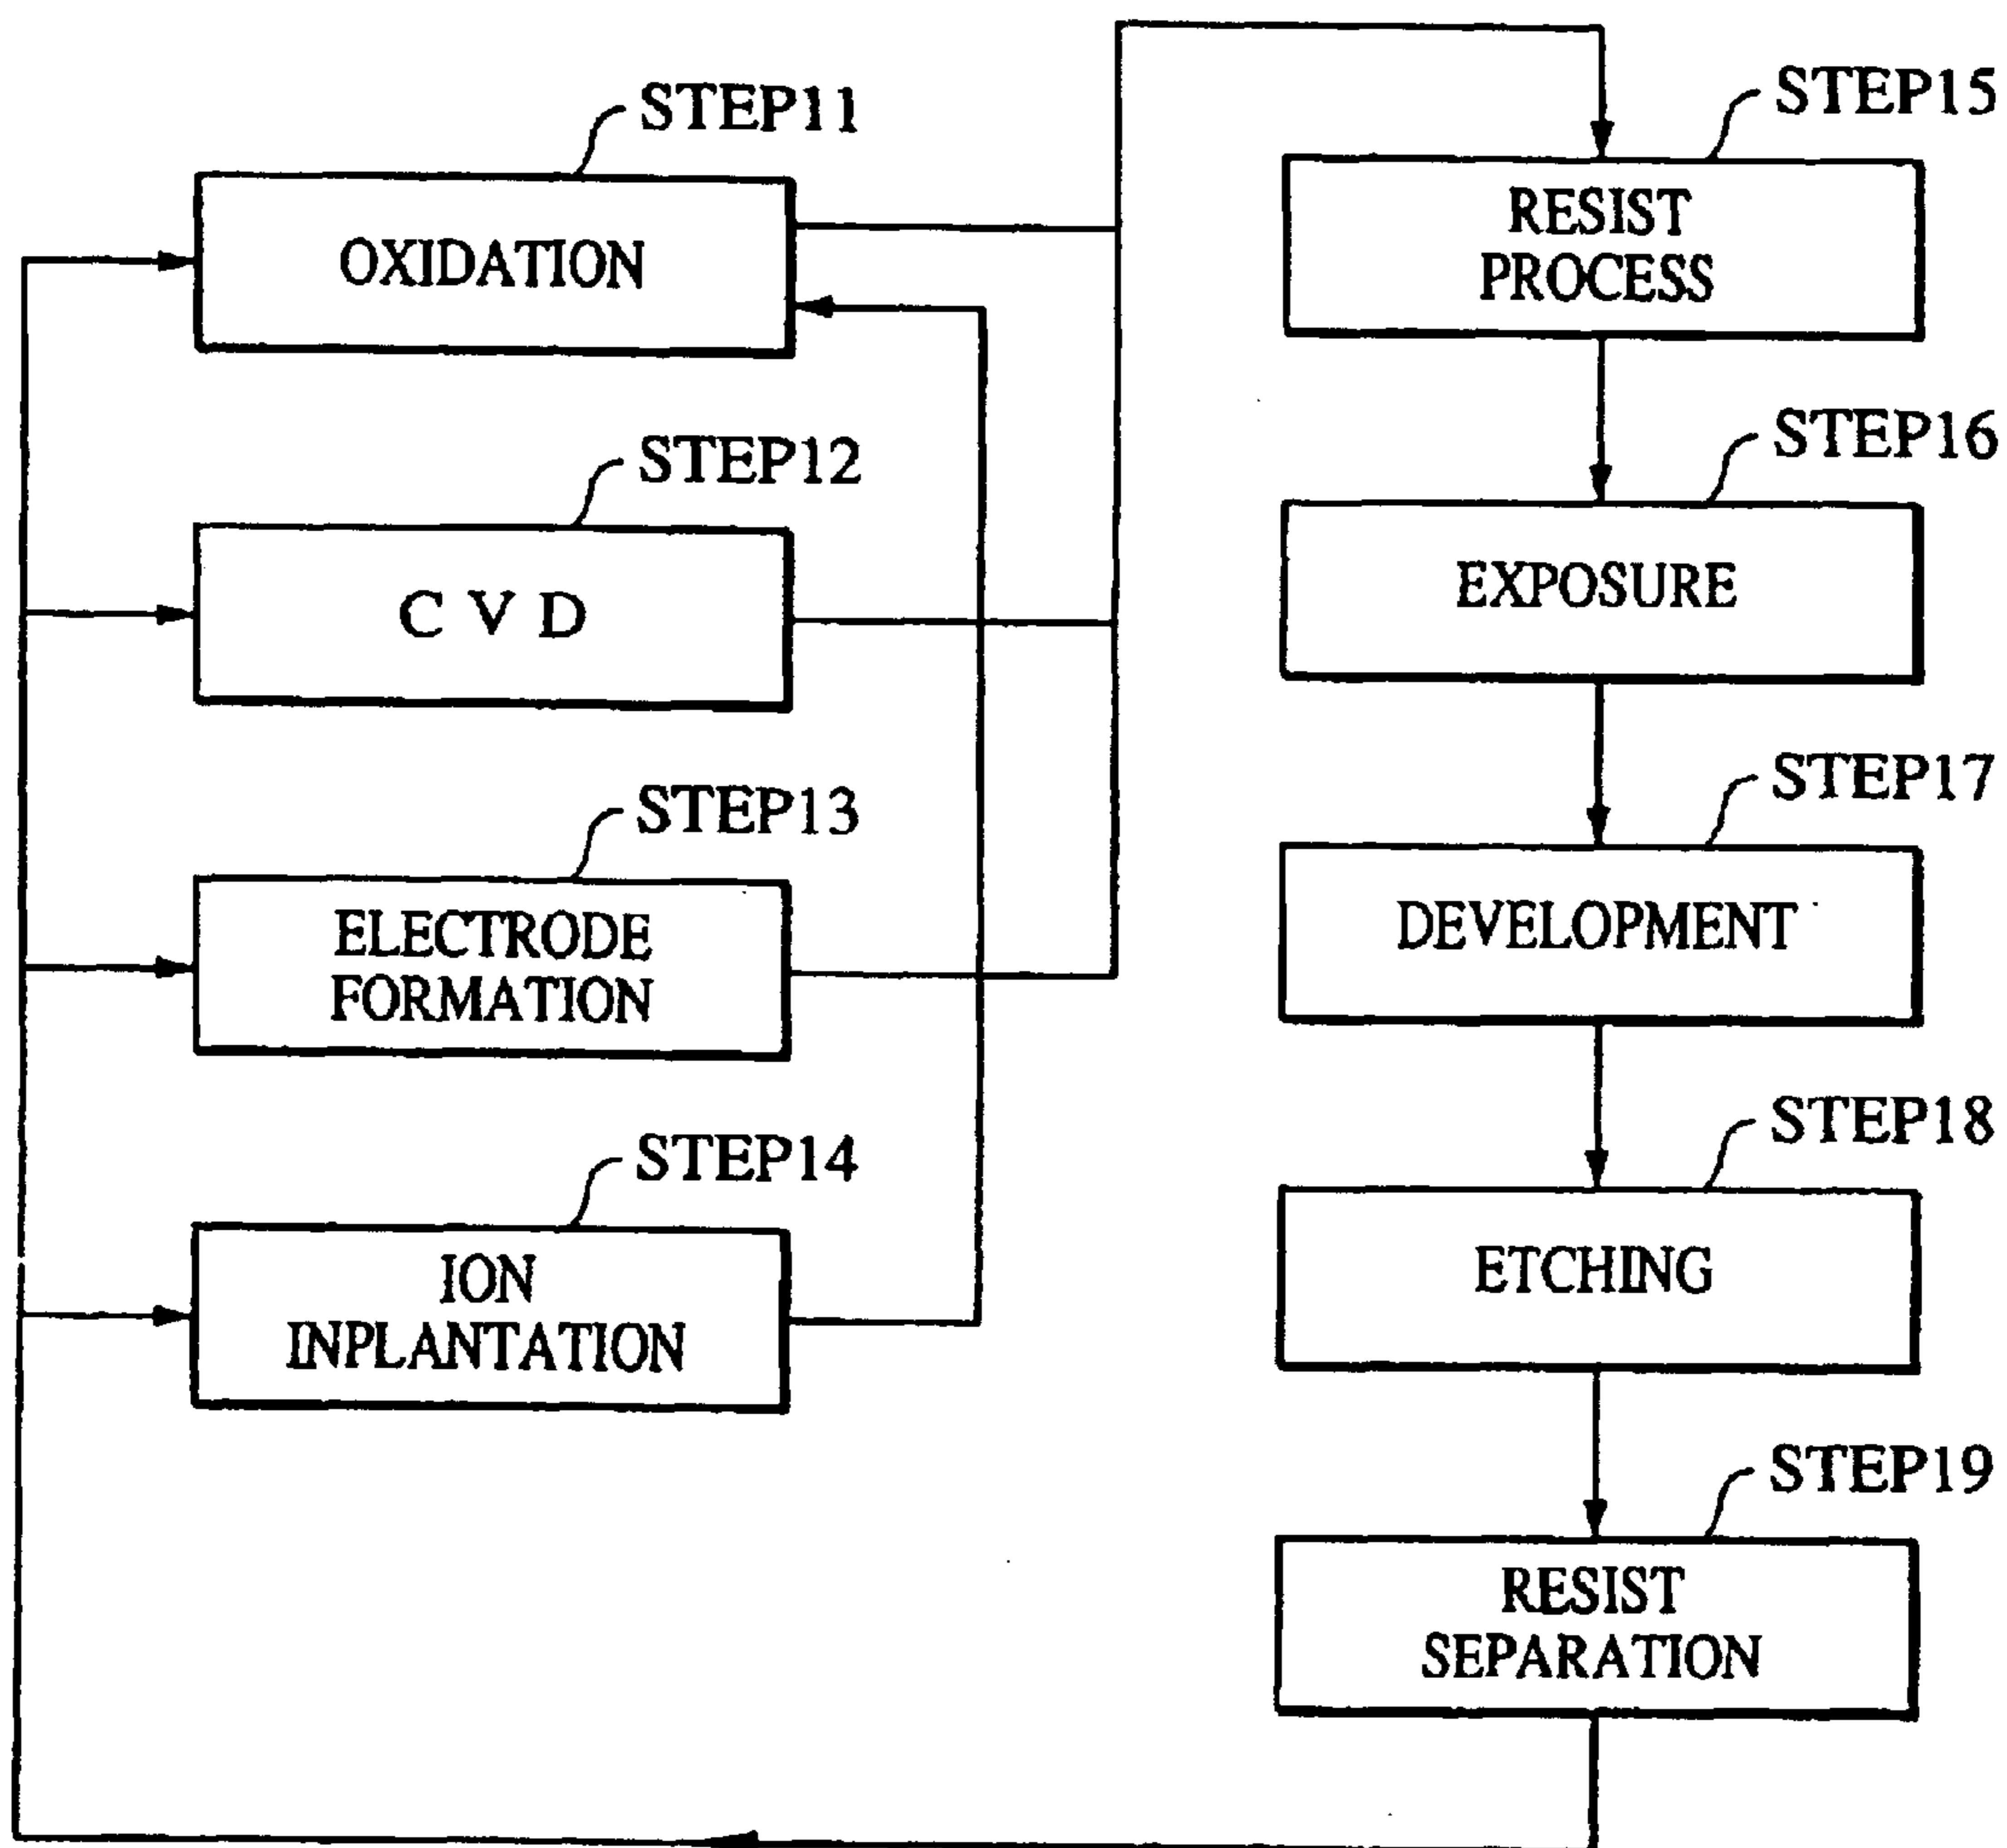 STEP11
OXIDATION
STEP12
C V D
STEP13
ELECTRODE
FORMATION
STEP14
ION
INPLANTATION
STEP15
RESIST
PROCESS
STEP16
EXPOSURE
STEP17
DEVELOPMENT
STEP18
ETCHING
STEP19
RESIST
SEPARATION